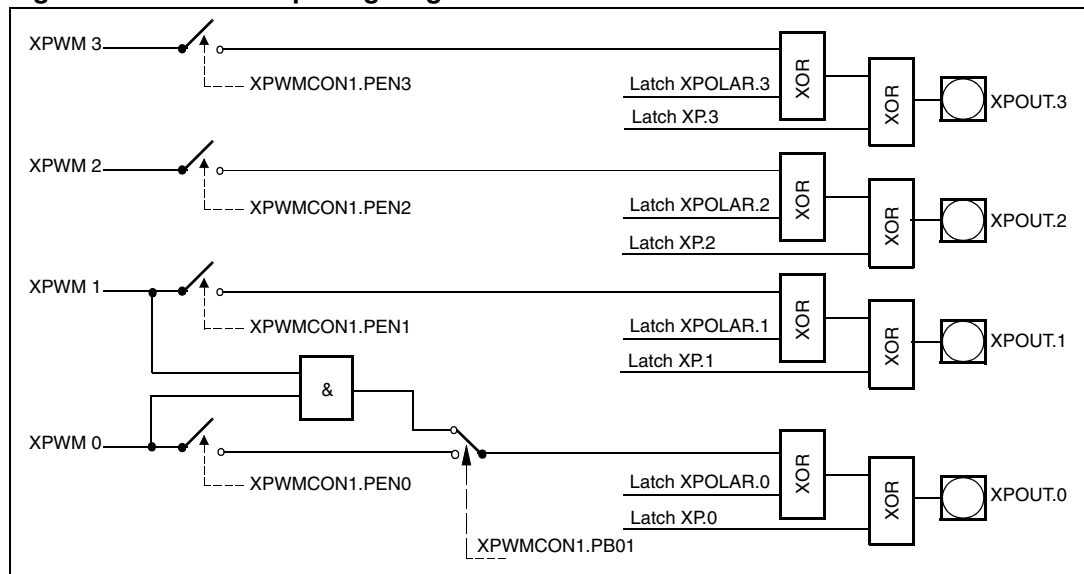 XPWM 3
XPWMCON1.PEN3
Latch XPOLAR.3
Latch XP.3
XOR
XOR
XPOUT.3
XPWM 2
XPWMCON1.PEN2
Latch XPOLAR.2
Latch XP.2
XOR
XOR
XPOUT.2
XPWM 1
XPWMCON1.PEN1
Latch XPOLAR.1
Latch XP.1
XOR
XOR
XPOUT.1
&
XPWM 0
XPWMCON1.PEN0
XPWMCON1.PB01
Latch XPOLAR.0
Latch XP.0
XOR
XOR
XPOUT.0